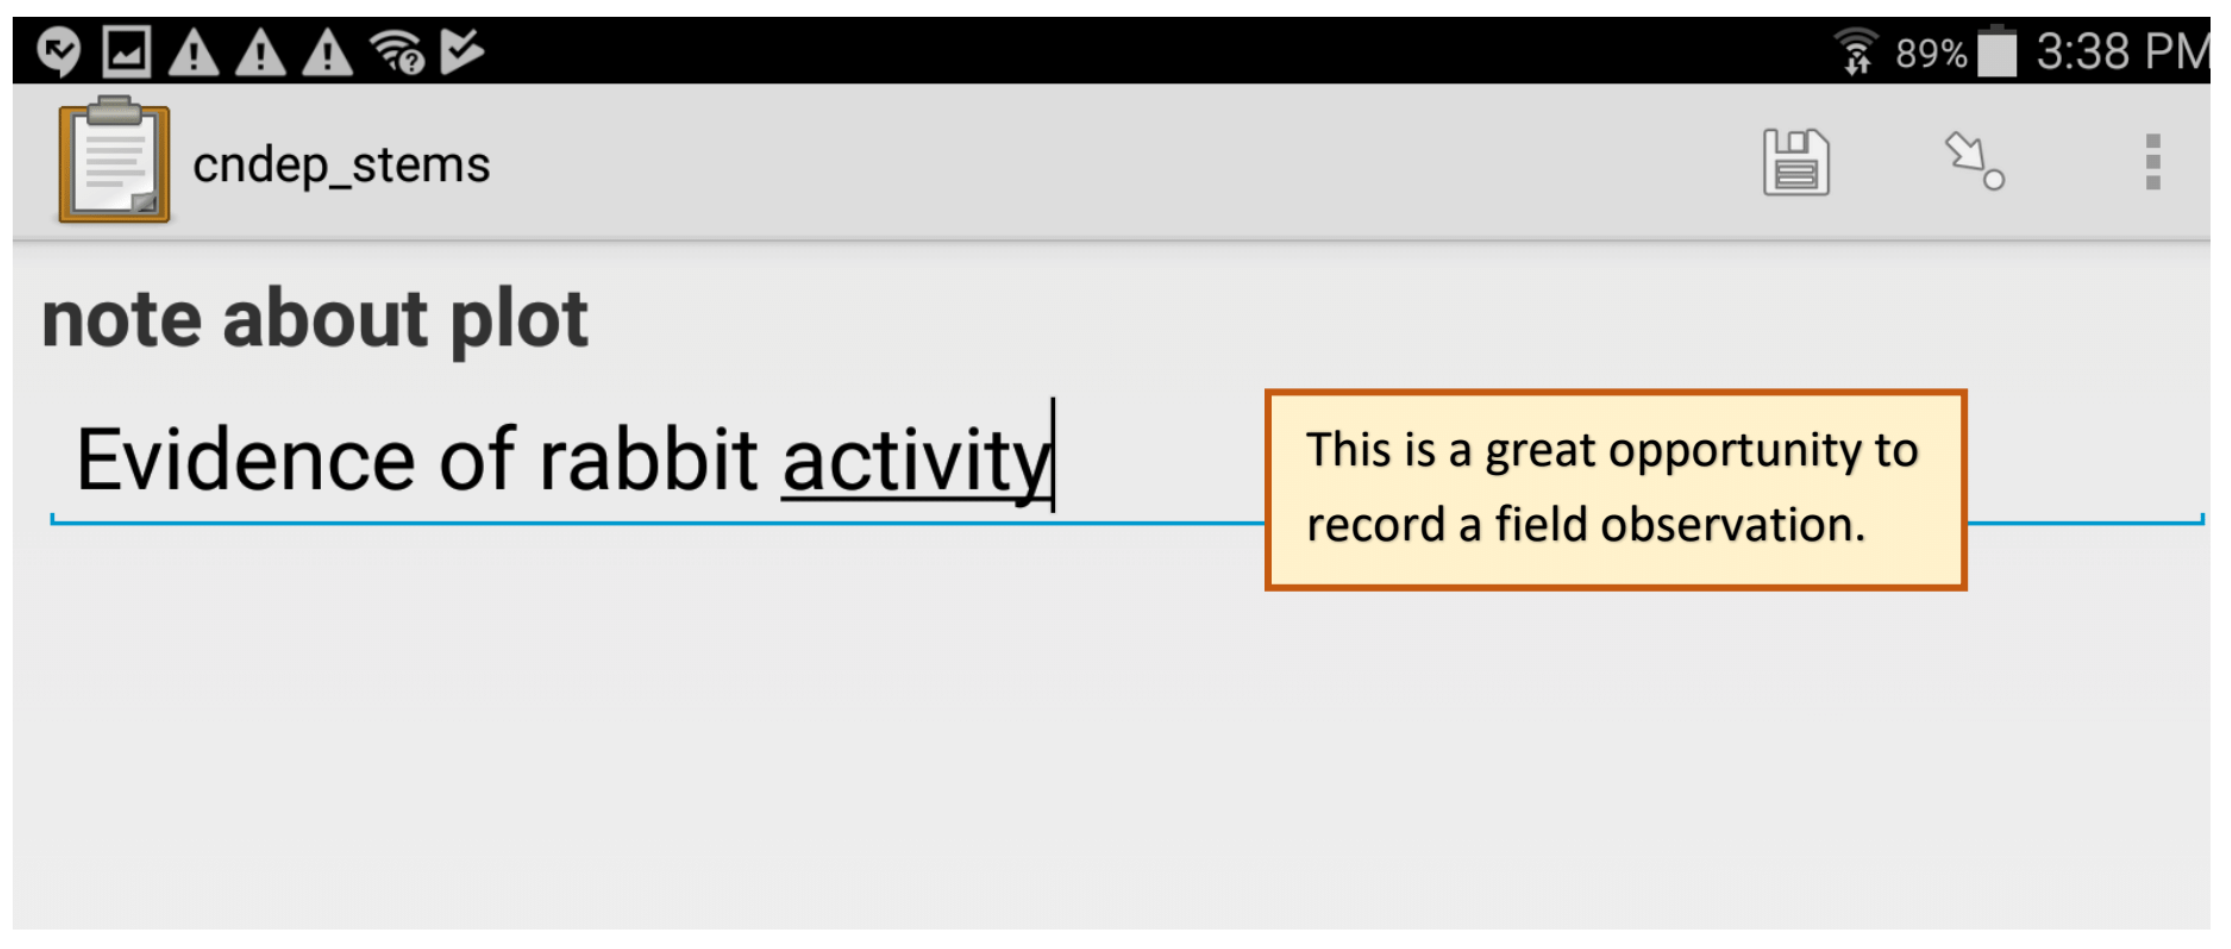 89% 3:38 PM
cndep_stems
note about plot
Evidence of rabbit activity
This is a great opportunity to
record a field observation.